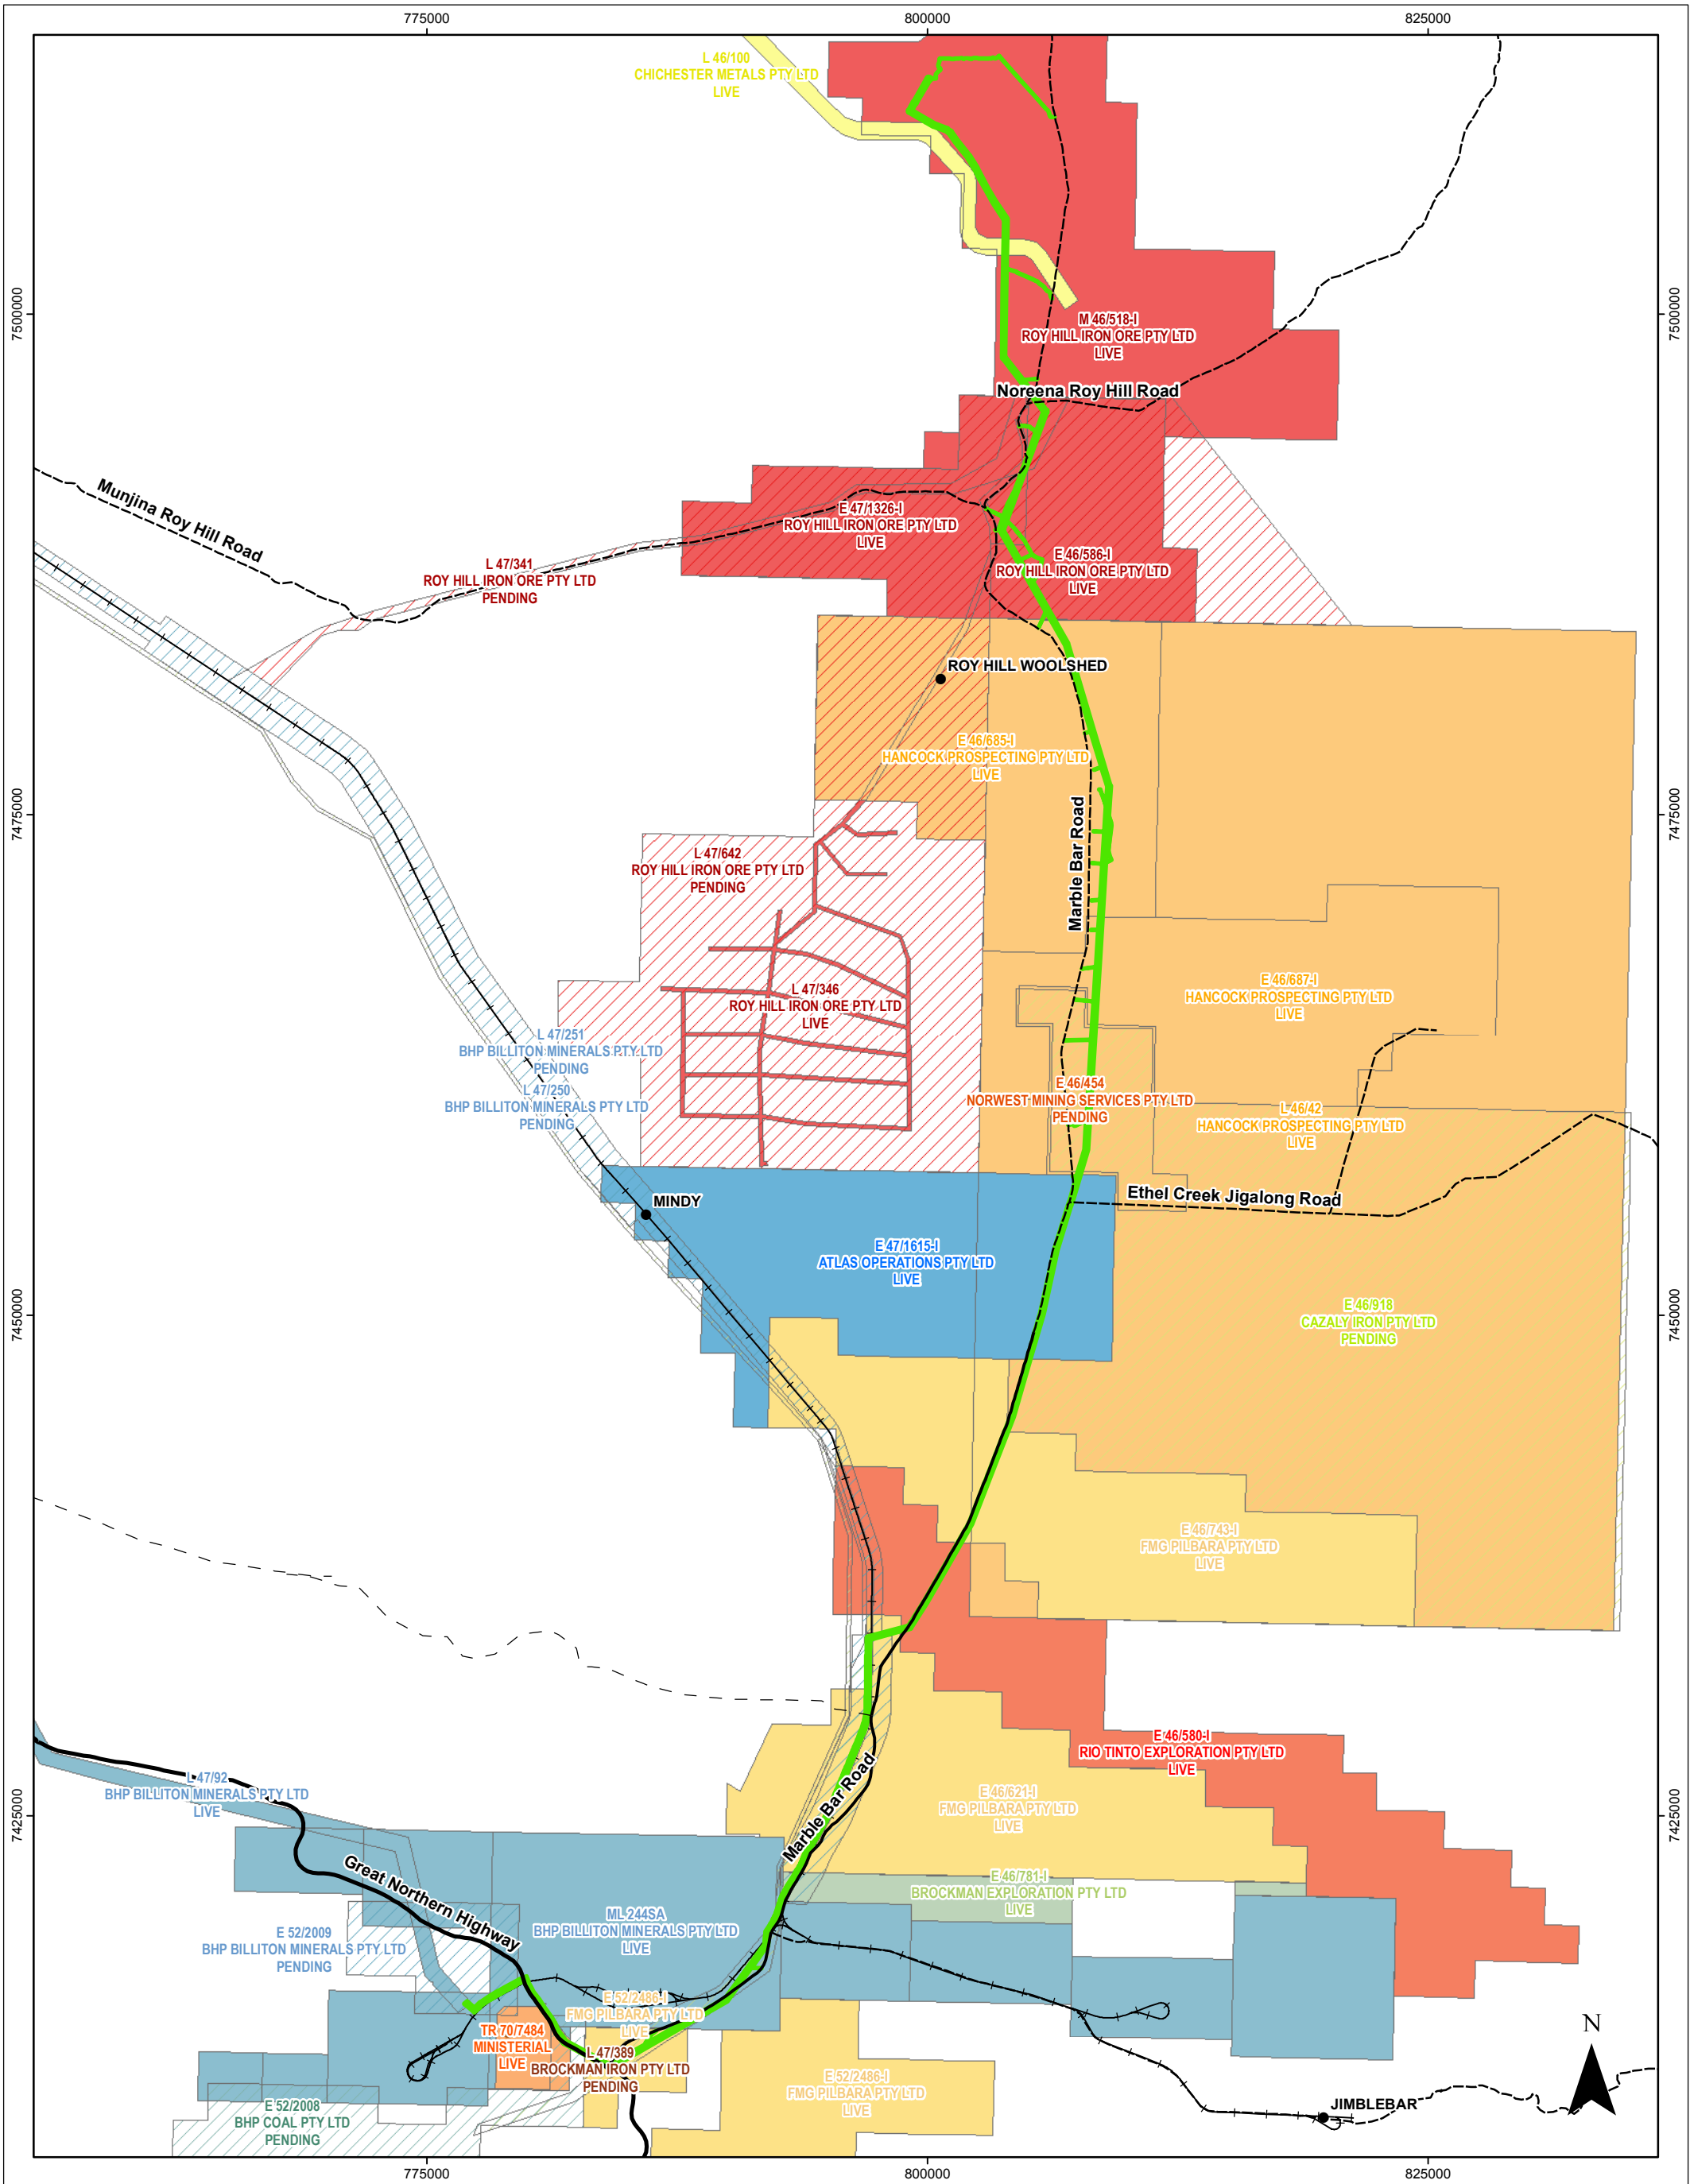 775000
800000
825000
L 46/100
CHICHESTER METALS PTY LTD
LIVE
7500000
7500000
M 46/518-I
ROY HILL IRON ORE PTY LTD
LIVE
Noreena Roy Hill Road
Munjina Roy Hill Road
E 47/1326-I
ROY HILL IRON ORE PTY LTD
LIVE
L 47/341
ROY HILL IRON ORE PTY LTD
PENDING
E 46/586-I
ROY HILL IRON ORE PTY LTD
LIVE
ROY HILL WOOLSHED
E 46/685-I
HANCOCK PROSPECTING PTY LTD
LIVE
7475000
7475000
Marble Bar Road
L 47/642
ROY HILL IRON ORE PTY LTD
PENDING
E 46/687-I
HANCOCK PROSPECTING PTY LTD
LIVE
L 47/346
ROY HILL IRON ORE PTY LTD
LIVE
L 47/251
BHP BILLITON MINERALS PTY LTD
PENDING
L 47/250
BHP BILLITON MINERALS PTY LTD
PENDING
E 46/454
NORWEST MINING SERVICES PTY LTD
PENDING
L 46/42
HANCOCK PROSPECTING PTY LTD
LIVE
MINDY
Ethel Creek Jigalong Road
E 47/1615-I
ATLAS OPERATIONS PTY LTD
LIVE
7450000
7450000
E 46/918
CAZALY IRON PTY LTD
PENDING
E 46/743-I
FMG PILBARA PTY LTD
LIVE
E 46/580-I
RIO TINTO EXPLORATION PTY LTD
LIVE
L 47/92
BHP BILLITON MINERALS PTY LTD
LIVE
E 46/621-I
FMG PILBARA PTY LTD
LIVE
7425000
7425000
Marble Bar Road
Great Northern Highway
E 46/781-I
BROCKMAN EXPLORATION PTY LTD
LIVE
ML 244SA
BHP BILLITON MINERALS PTY LTD
LIVE
E 52/2009
BHP BILLITON MINERALS PTY LTD
PENDING
E 52/2486-I
FMG PILBARA PTY LTD
LIVE
TR 70/7484
MINISTERIAL
LIVE
L 47/389
BROCKMAN IRON PTY LTD
PENDING
E 52/2486-I
FMG PILBARA PTY LTD
LIVE
E 52/2008
BHP COAL PTY LTD
PENDING
N
JIMBLEBAR
775000
800000
825000